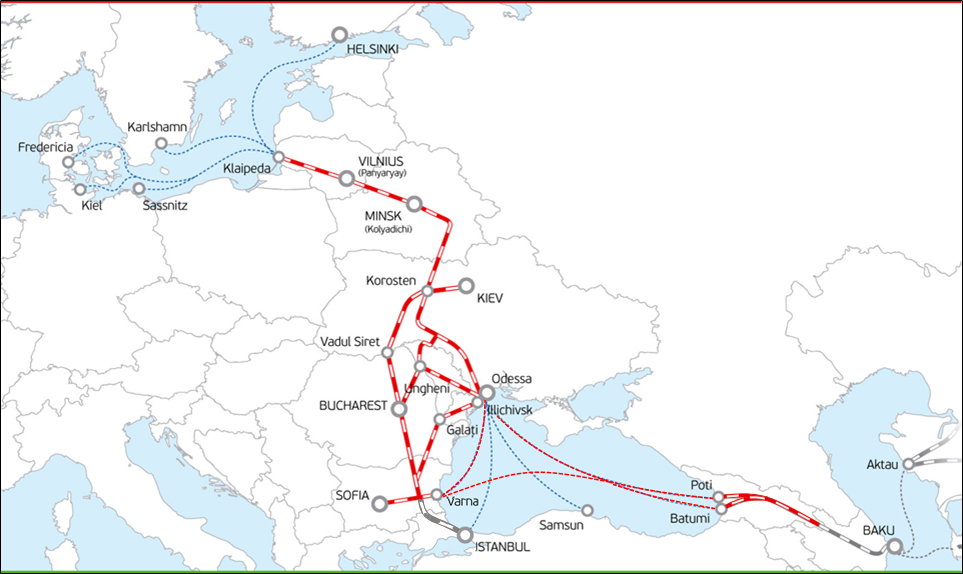 HELSINKI
Karlshamn
Fredericia
Klaipeda
VILNIUS
(Panyaryay)
Kiel
Sassnitz
MINSK
(Kolyadichi)
Korosten
KIEV
Vadul Siret
Ungheni
Odessa
BUCHAREST
Illichivsk
Galați
Aktau
Poti
SOFIA
Varna
Batumi
Samsun
BAKU
ISTANBUL